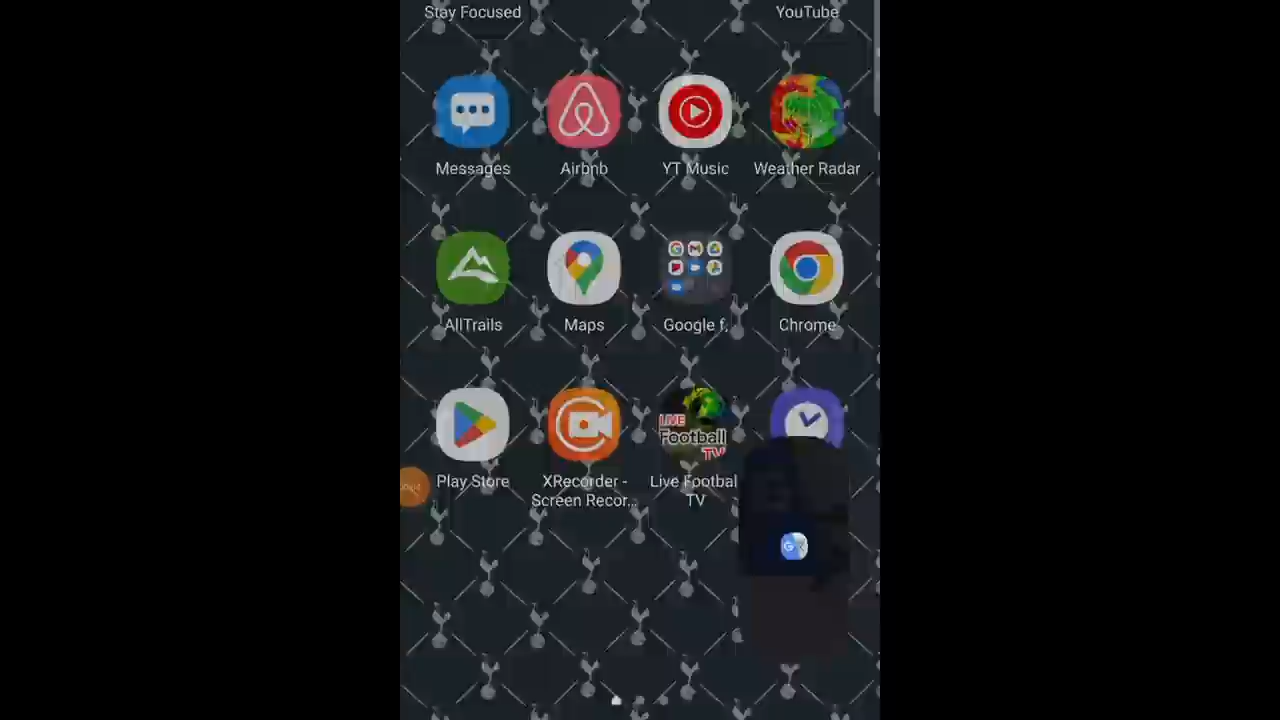 Stay Focused YouTube
Messages Airbnb YT Music Weather Radar
AllTrails Maps Google f. Chrome
LIVE
Football
TV
Play Store XRecorder - Live Footbal
Screen Recor... TV